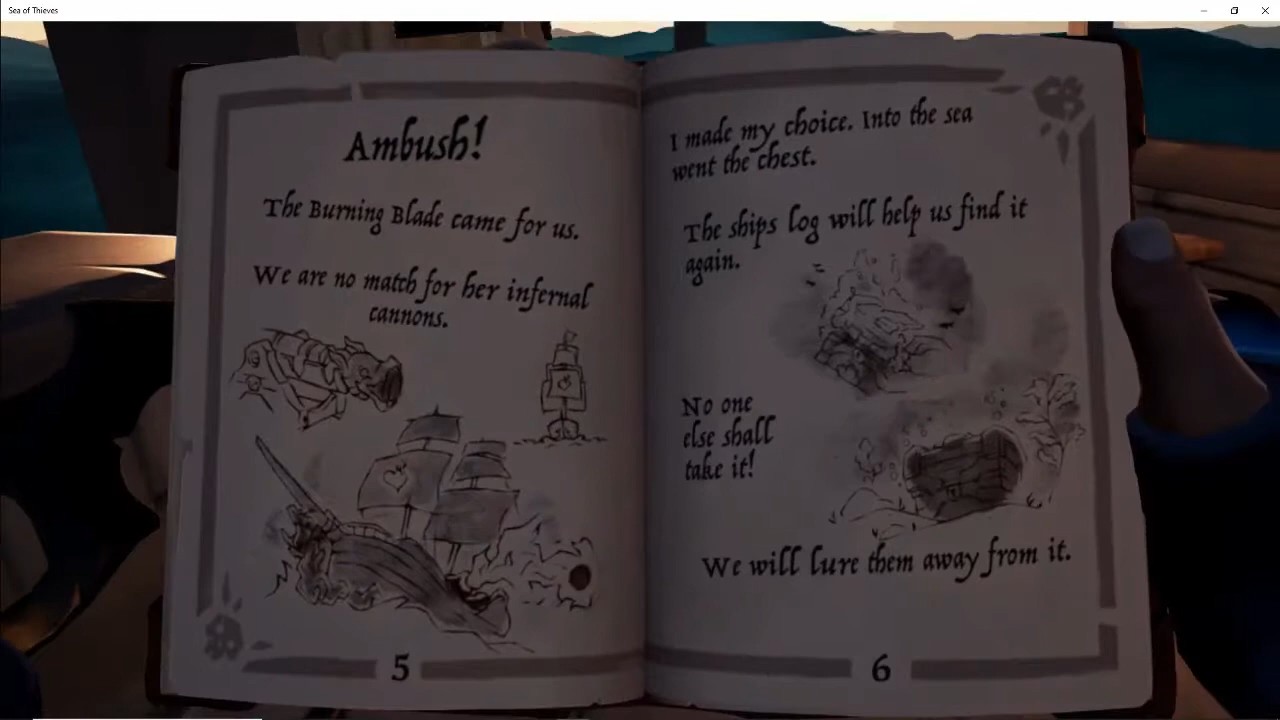 Sea of Thieves
Ambush!
The Burning Blade came for us.
We are no match for her infernal
cannons.
5
I made my choice. Into the sea
went the chest.
The ships log will help us find it
again.
No one
else shall
take it!
We will lure them away from it.
6